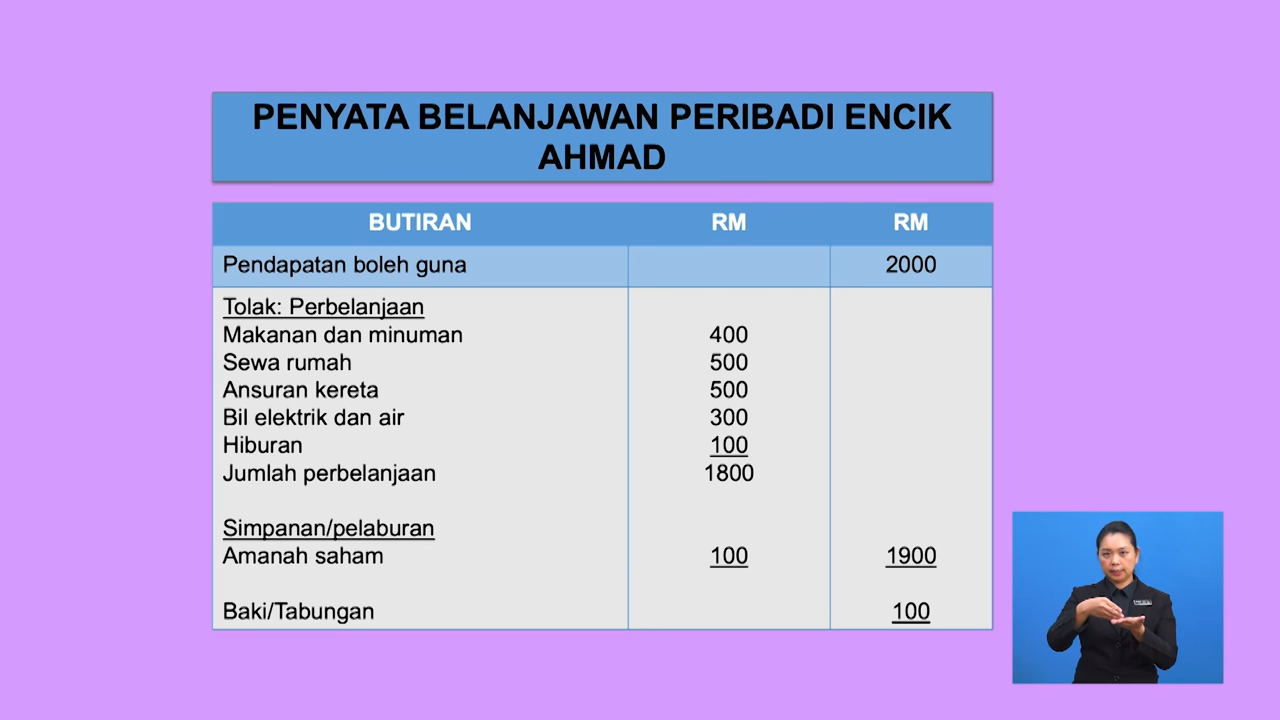 PENYATA BELANJAWAN PERIBADI ENCIK
AHMAD
BUTIRAN RM RM
Pendapatan boleh guna 2000
Tolak: Perbelanjaan
Makanan dan minuman 400
Sewa rumah 500
Ansuran kereta 500
Bil elektrik dan air 300
Hiburan 100
Jumlah perbelanjaan 1800
Simpanan/pelaburan
Amanah saham 100 1900
Baki/Tabungan 100